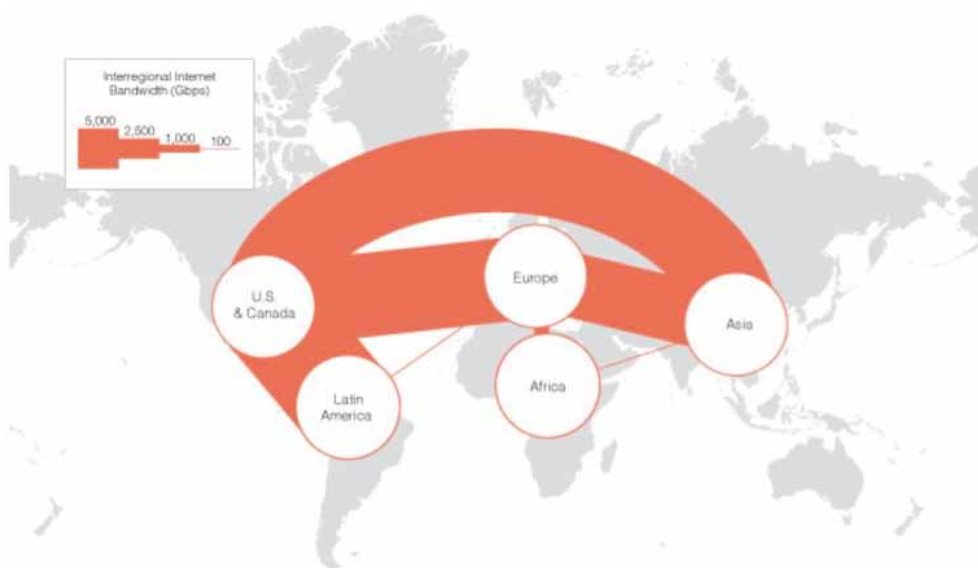 Interregional Internet
Bandwidth (Gbps)
5,000
2,500
1,000
100
U.S.
& Canada
Europe
Asia
Latin
America
Africa